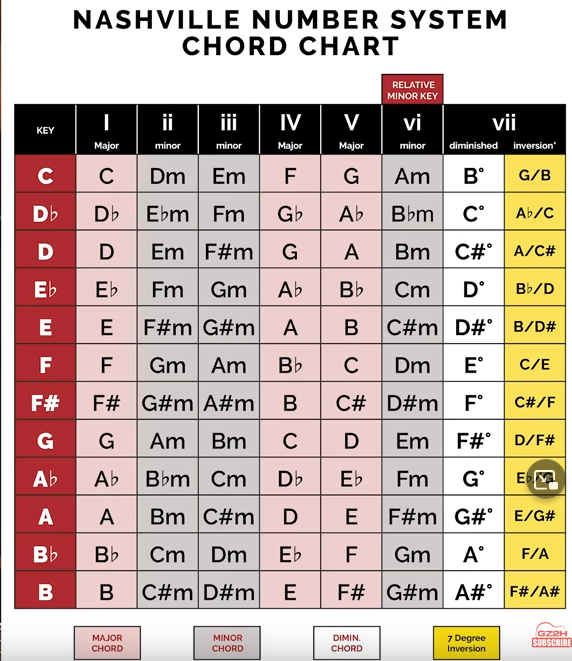 NASHVILLE NUMBER SYSTEM
CHORD CHART
RELATIVE
MINOR KEY
KEY I ii iii IV V vi vii
Major minor minor Major Major minor diminished inversion*
C C Dm Em F G Am B° G/B
D♭ D♭ E♭m Fm G♭ A♭ B♭m C° A♭/C
D D Em F#m G A Bm C#° A/C#
E♭ E♭ Fm Gm A♭ B♭ Cm D° B♭/D
E E F#m G#m A B C#m D#° B/D#
F F Gm Am B♭ C Dm E° C/E
F# F# G#m A#m B C# D#m F° C#/F
G G Am Bm C D Em F#° D/F#
A♭ A♭ B♭m Cm D♭ E♭ Fm G°
A A Bm C#m D E F#m G#° E/G#
B♭ B♭ Cm Dm E♭ F Gm A° F/A
B B C#m D#m E F# G#m A#° F#/A#
MAJOR
CHORD
MINOR
CHORD
DIMIN.
CHORD
7 Degree
Inversion
GZ2H
SUBSCRIBE